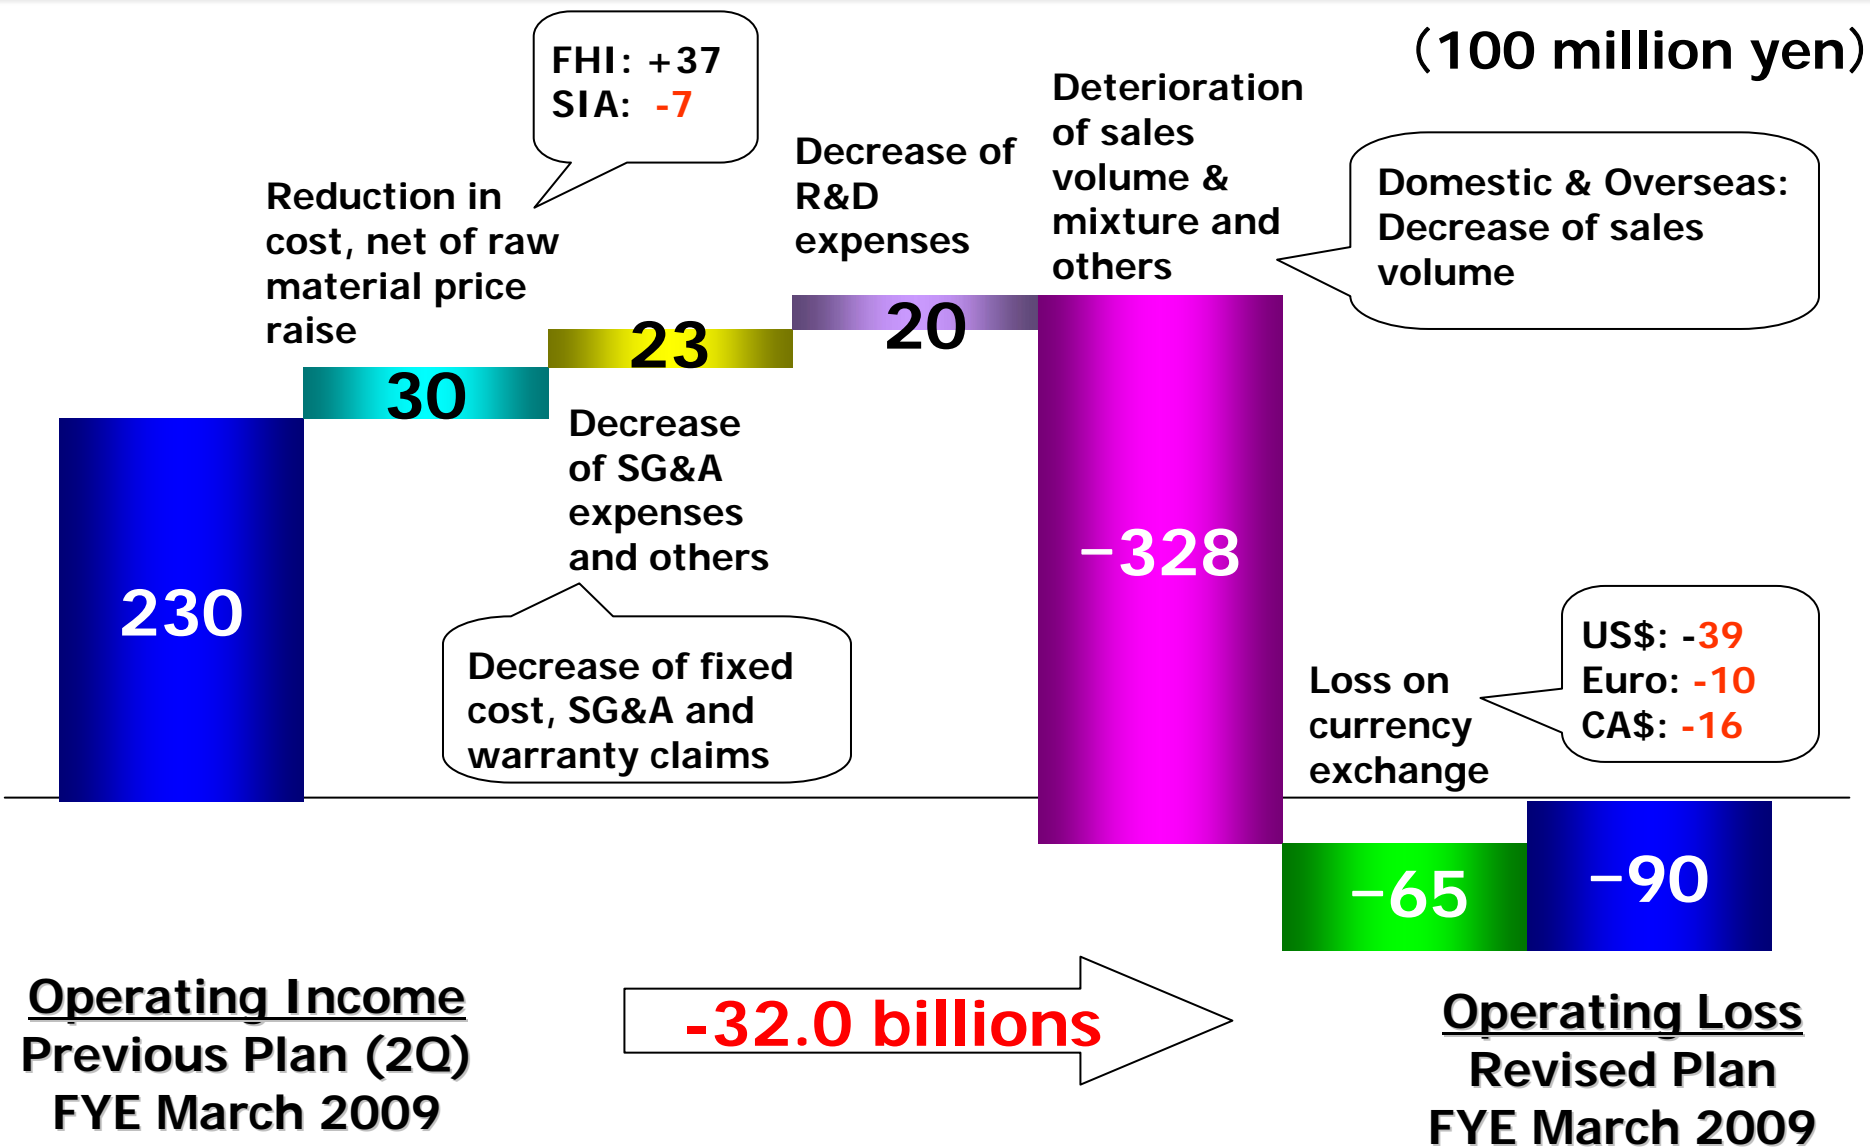 （100 million yen）
FHI: +37
SIA: -7
Reduction in
cost, net of raw
material price
raise
Decrease of
R&D
expenses
Deterioration
of sales
volume &
mixture and
others
Domestic & Overseas:
Decrease of sales
volume
230
30
23
20
−328
−65
−90
Decrease
of SG&A
expenses
and others
Decrease of fixed
cost, SG&A and
warranty claims
Loss on
currency
exchange
US$: -39
Euro: -10
CA$: -16
Operating Income
Previous Plan (2Q)
FYE March 2009
-32.0 billions
Operating Loss
Revised Plan
FYE March 2009